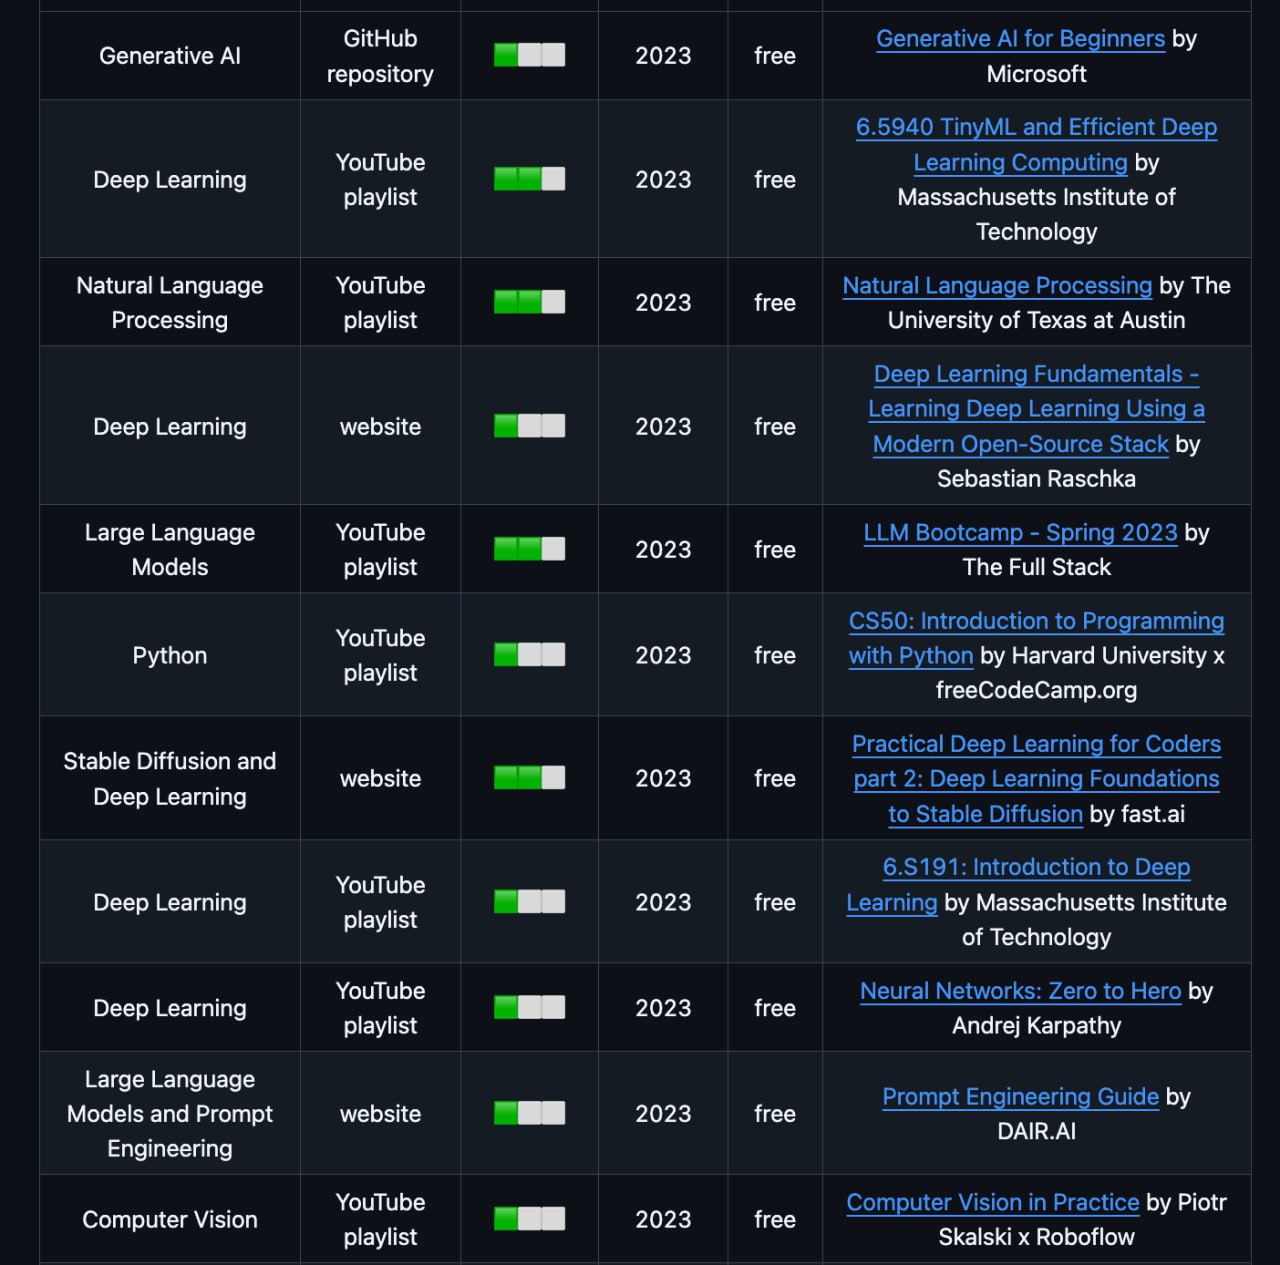 Generative AI
GitHub
repository
2023
free
Generative AI for Beginners by
Microsoft
Deep Learning
YouTube
playlist
2023
free
6.5940 TinyML and Efficient Deep
Learning Computing by
Massachusetts Institute of
Technology
Natural Language
Processing
YouTube
playlist
2023
free
Natural Language Processing by The
University of Texas at Austin
Deep Learning
website
2023
free
Deep Learning Fundamentals -
Learning Deep Learning Using a
Modern Open-Source Stack by
Sebastian Raschka
Large Language
Models
YouTube
playlist
2023
free
LLM Bootcamp - Spring 2023 by
The Full Stack
Python
YouTube
playlist
2023
free
CS50: Introduction to Programming
with Python by Harvard University x
freeCodeCamp.org
Stable Diffusion and
Deep Learning
website
2023
free
Practical Deep Learning for Coders
part 2: Deep Learning Foundations
to Stable Diffusion by fast.ai
Deep Learning
YouTube
playlist
2023
free
6.S191: Introduction to Deep
Learning by Massachusetts Institute
of Technology
Deep Learning
YouTube
playlist
2023
free
Neural Networks: Zero to Hero by
Andrej Karpathy
Large Language
Models and Prompt
Engineering
website
2023
free
Prompt Engineering Guide by
DAIR.AI
Computer Vision
YouTube
playlist
2023
free
Computer Vision in Practice by Piotr
Skalski x Roboflow